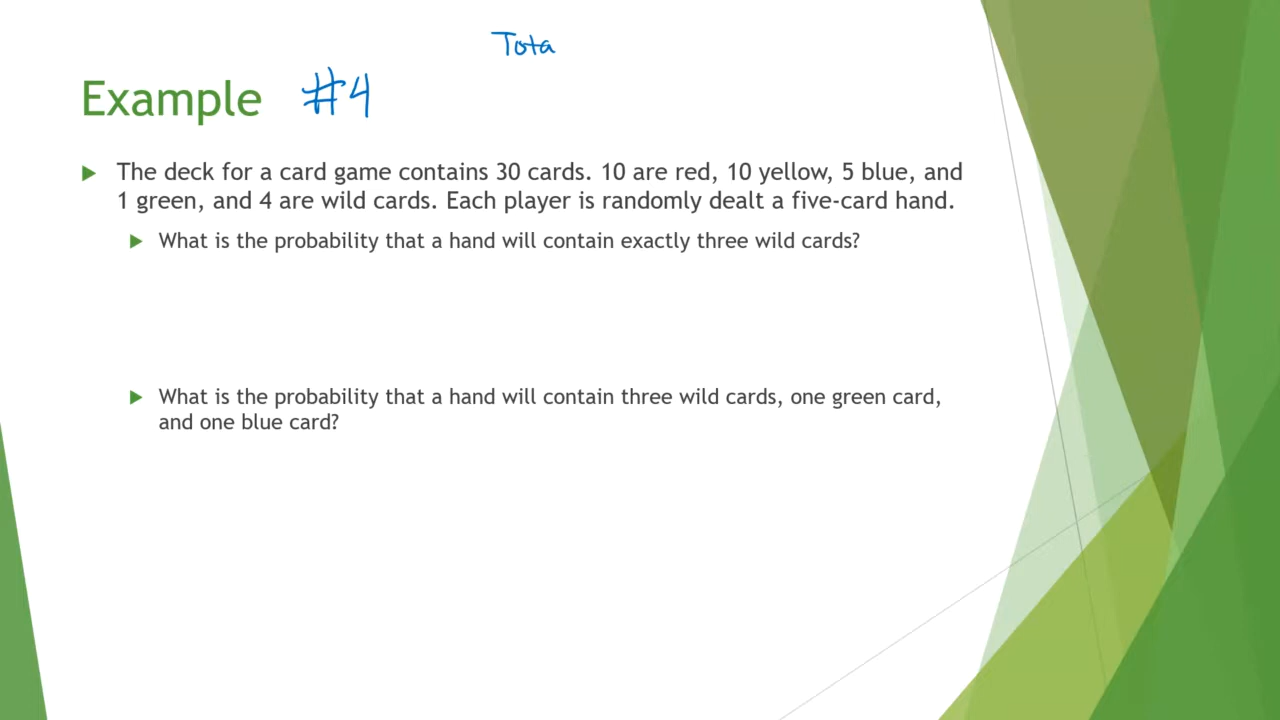 Tota
Example #4
The deck for a card game contains 30 cards. 10 are red, 10 yellow, 5 blue, and
1 green, and 4 are wild cards. Each player is randomly dealt a five-card hand.
What is the probability that a hand will contain exactly three wild cards?
What is the probability that a hand will contain three wild cards, one green card,
and one blue card?